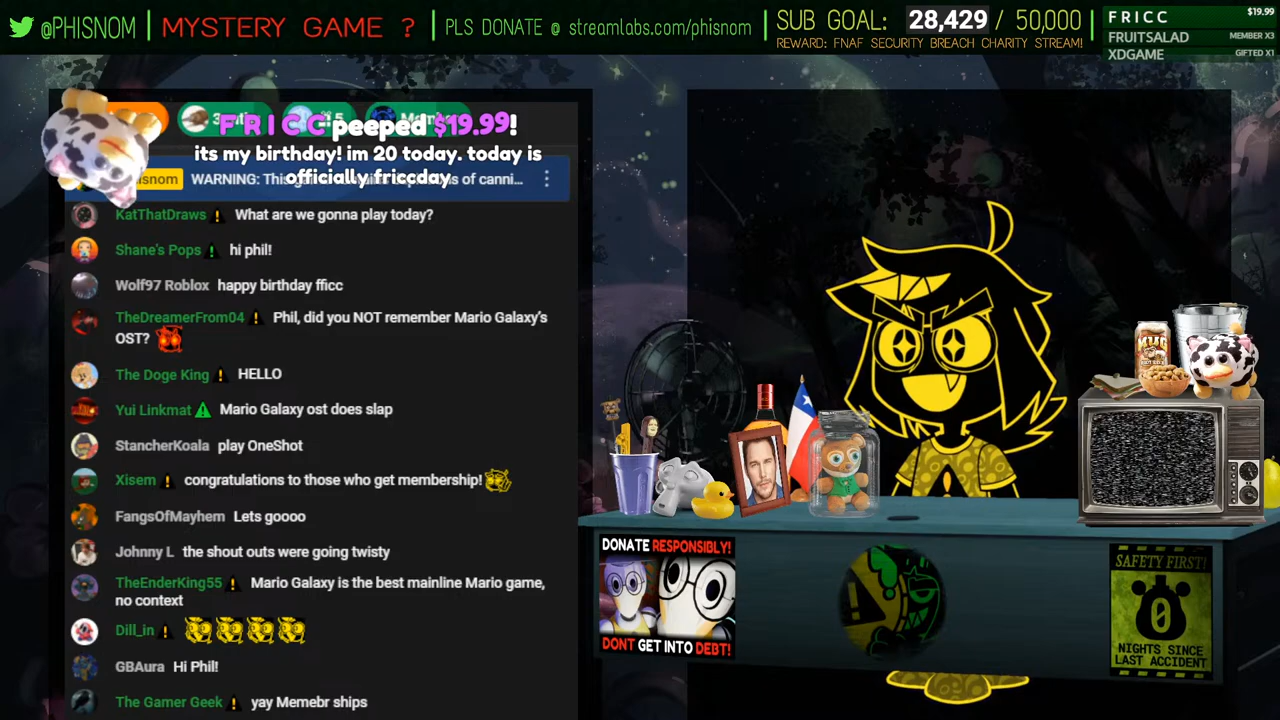 @PHISNOM
MYSTERY GAME ?
PLS DONATE @ streamlabs.com/phisnom
SUB GOAL: 28,429 / 50,000
REWARD: FNAF SECURITY BREACH CHARITY STREAM!
FRICC $19.99
FRUITSALAD MEMBER X3
XDGAME GIFTED X1
FRICC peeped $19.99!
its my birthday! im 20 today. today is
officially friccday
WARNING: This
of canni...
KatThatDraws What are we gonna play today?
Shane's Pops hi phil!
Wolf97 Roblox happy birthday fficc
TheDreamerFrom04 Phil, did you NOT remember Mario Galaxy's
OST?
The Doge King HELLO
Yui Linkmat Mario Galaxy ost does slap
StancherKoala play OneShot
Xisem congratulations to those who get membership!
FangsOfMayhem Lets goooo
Johnny L the shout outs were going twisty
TheEnderKing55 Mario Galaxy is the best mainline Mario game,
no context
Dill_in
GBAura Hi Phil!
The Gamer Geek yay Memebr ships
MUG
DONATE RESPONSIBLY!
DONT GET INTO DEBT!
SAFETY FIRST!
0
NIGHTS SINCE
LAST ACCIDENT